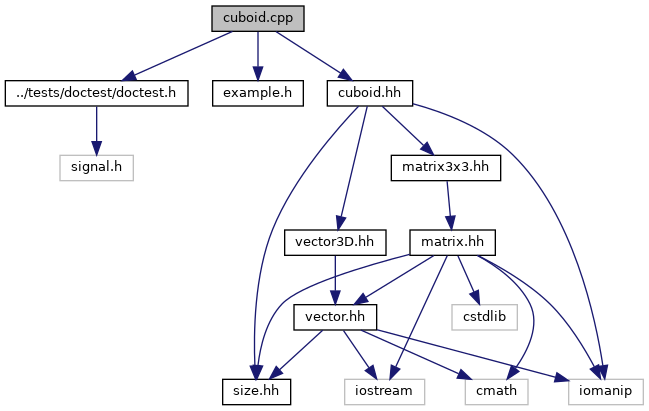 cuboid.cpp
../tests/doctest/doctest.h
example.h
cuboid.hh
signal.h
matrix3x3.hh
vector3D.hh
matrix.hh
vector.hh
cstdlib
size.hh
iostream
cmath
iomanip